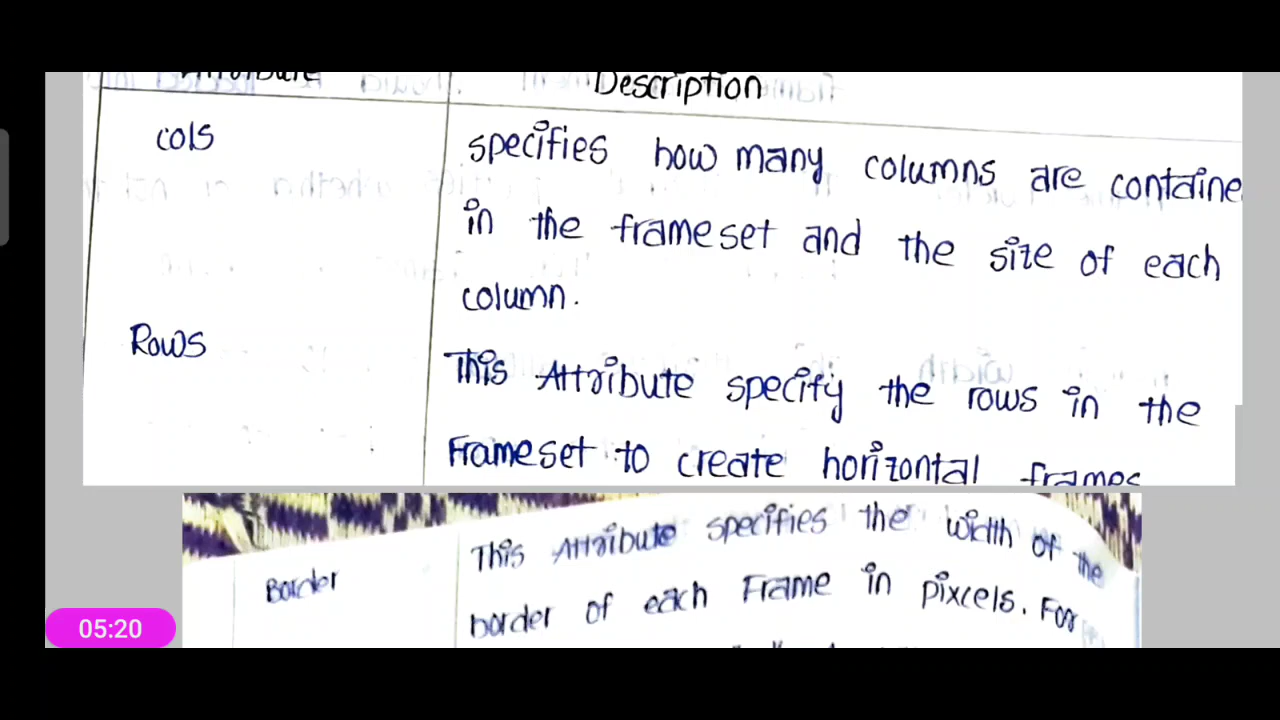 Attribute Description
cols specifies how many columns are containe
in the frameset and the size of each
column.
Rows This Attribute specify the rows in the
Frameset to create horizontal frames
This Attribute specifies the width of the
Border border of each Frame in pixcels. For
05:20